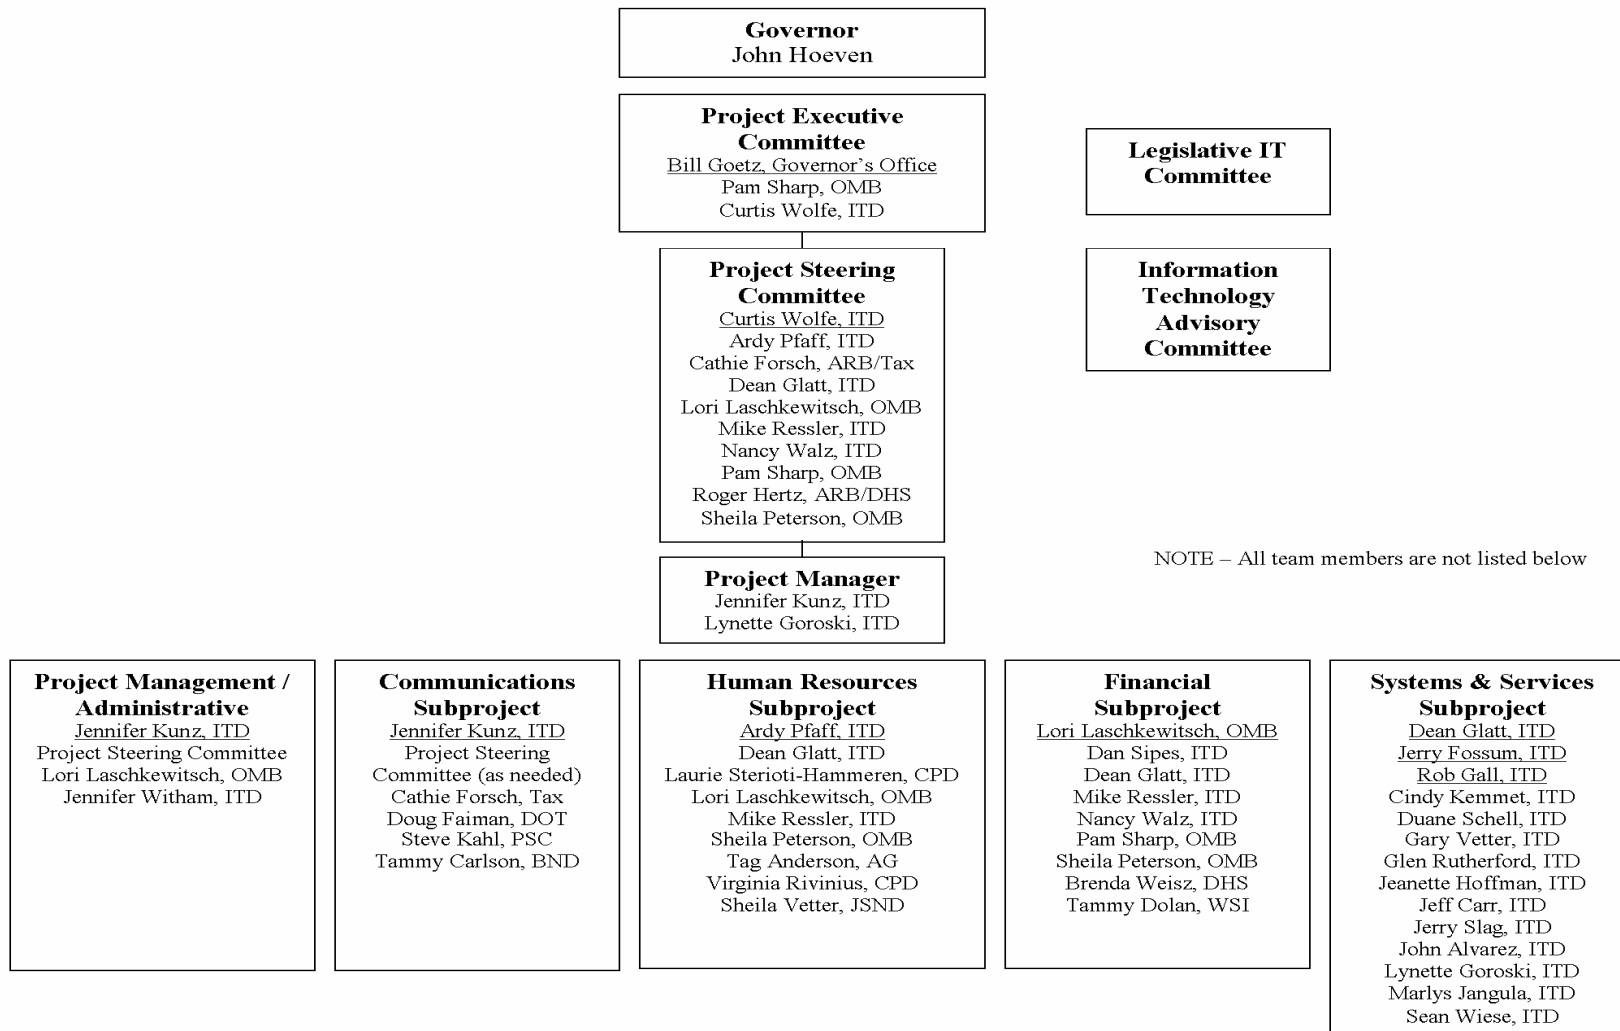 Governor
John Hoeven
Project Executive
Committee
Bill Goetz, Governor's Office
Pam Sharp, OMB
Curtis Wolfe, ITD
Legislative IT
Committee
Project Steering
Committee
Curtis Wolfe, ITD
Ardy Pfaff, ITD
Cathie Forsch, ARB/Tax
Dean Glatt, ITD
Lori Laschkewitsch, OMB
Mike Ressler, ITD
Nancy Walz, ITD
Pam Sharp, OMB
Roger Hertz, ARB/DHS
Sheila Peterson, OMB
Information
Technology
Advisory
Committee
NOTE – All team members are not listed below
Project Manager
Jennifer Kunz, ITD
Lynette Goroski, ITD
Project Management /
Administrative
Jennifer Kunz, ITD
Project Steering Committee
Lori Laschkewitsch, OMB
Jennifer Witham, ITD
Communications
Subproject
Jennifer Kunz, ITD
Project Steering
Committee (as needed)
Cathie Forsch, Tax
Doug Faiman, DOT
Steve Kahl, PSC
Tammy Carlson, BND
Human Resources
Subproject
Ardy Pfaff, ITD
Dean Glatt, ITD
Laurie Sterioti-Hammeren, CPD
Lori Laschkewitsch, OMB
Mike Ressler, ITD
Sheila Peterson, OMB
Tag Anderson, AG
Virginia Rivinius, CPD
Sheila Vetter, JSND
Financial
Subproject
Lori Laschkewitsch, OMB
Dan Sipes, ITD
Dean Glatt, ITD
Mike Ressler, ITD
Nancy Walz, ITD
Pam Sharp, OMB
Sheila Peterson, OMB
Brenda Weisz, DHS
Tammy Dolan, WSI
Systems & Services
Subproject
Dean Glatt, ITD
Jerry Fossum, ITD
Rob Gall, ITD
Cindy Kemmet, ITD
Duane Schell, ITD
Gary Vetter, ITD
Glen Rutherford, ITD
Jeanette Hoffman, ITD
Jeff Carr, ITD
Jerry Slag, ITD
John Alvarez, ITD
Lynette Goroski, ITD
Marlys Jangula, ITD
Sean Wiese, ITD